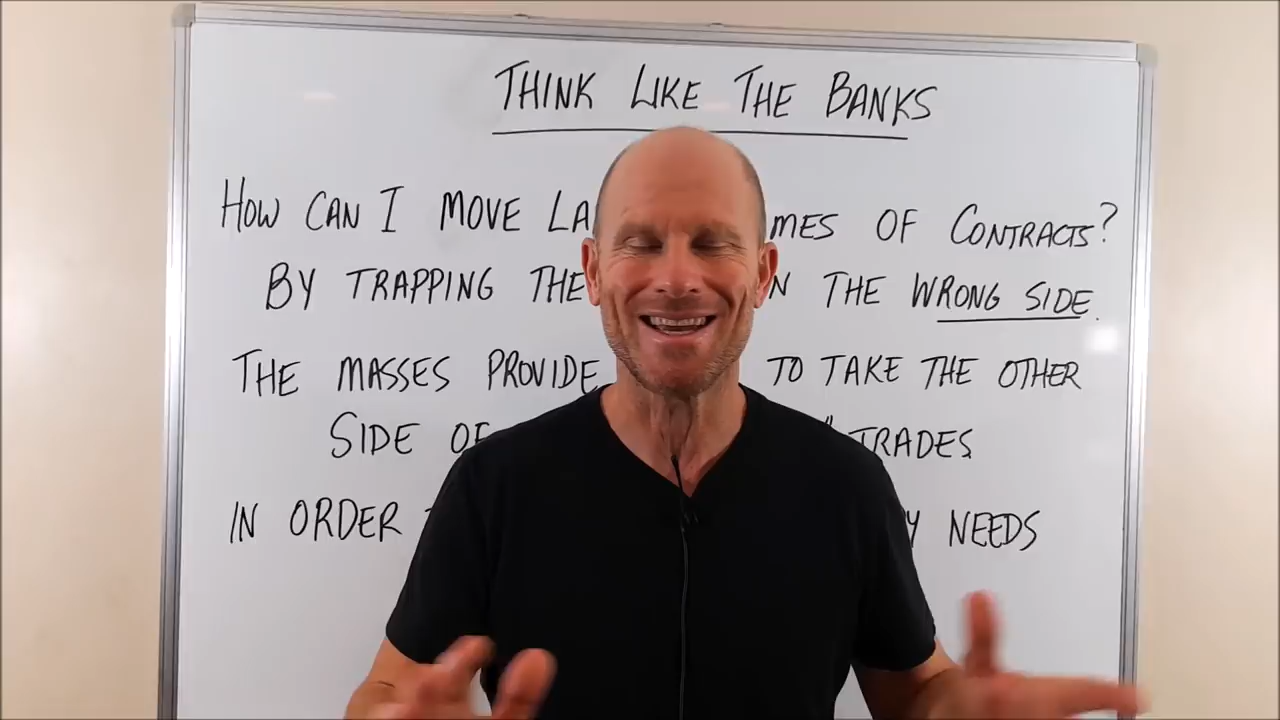 THINK LIKE THE BANKS
HOW CAN I MOVE LA MES OF CONTRACTS?
BY TRAPPING THE N THE WRONG SIDE.
THE MASSES PROVIDE TO TAKE THE OTHER
SIDE OF TRADES
IN ORDER Y NEEDS